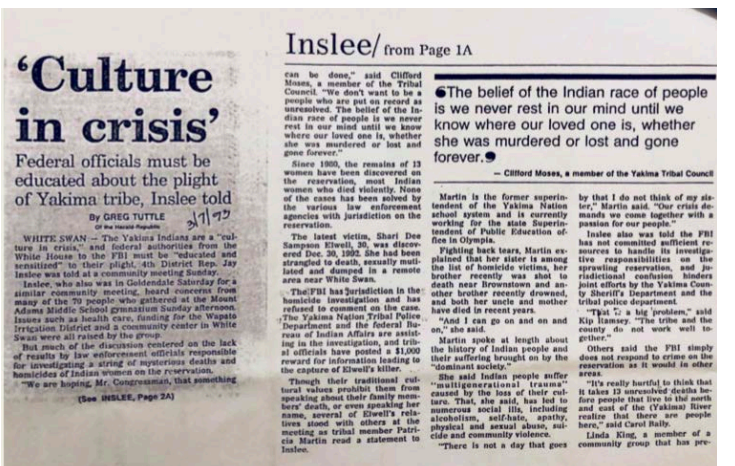 ‘Culture
in crisis’
Federal officials must be
educated about the plight
of Yakima tribe, Inslee told
By GREG TUTTLE
Of the Herald-Republic
3/7/93
WHITE SWAN — The Yakima Indians are a "cul-
ture in crisis," and federal authorities from the
White House to the FBI must be "educated and
sensitized" to their plight, 4th District Rep. Jay
Inslee was told at a community meeting Sunday.
Inslee, who also was in Goldendale Saturday for a
similar community meeting, heard concerns from
many of the 70 people who gathered at the Mount
Adams Middle School gymnasium Sunday afternoon.
Issues such as health care, funding for the Wapato
Irrigation District and a community center in White
Swan were all raised by the group.
But much of the discussion centered on the lack
of results by law enforcement officials responsible
for investigating a string of mysterious deaths and
homicides of Indian women on the reservation.
"We are hoping, Mr. Congressman, that something
(See INSLEE, Page 2A)
Inslee/ from Page 1A
can be done," said Clifford
Moses, a member of the Tribal
Council. "We don't want to be a
people who are put on record as
unresolved. The belief of the In-
dian race of people is we never
rest in our mind until we know
where our loved one is, whether
she was murdered or lost and
gone forever."
Since 1980, the remains of 13
women have been discovered on
the reservation, most Indian
women who died violently. None
of the cases has been solved by
the various law enforcement
agencies with jurisdiction on the
reservation.
The latest victim, Shari Dee
Sampson Elwell, 30, was discov-
ered Dec. 30, 1992. She had been
strangled to death, sexually muti-
lated and dumped in a remote
area near White Swan.
The FBI has jurisdiction in the
homicide investigation and has
refused to comment on the case.
The Yakima Nation Tribal Police
Department and the federal Bu-
reau of Indian Affairs are assist-
ing in the investigation, and trib-
al officials have posted a $1,000
reward for information leading to
the capture of Elwell's killer.
Though their traditional cul-
tural values prohibit them from
speaking about their family mem-
bers' death, or even speaking her
name, several of Elwell's rela-
tives stood with others at the
meeting as tribal member Patri-
cia Martin read a statement to
Inslee.
❝The belief of the Indian race of people
is we never rest in our mind until we
know where our loved one is, whether
she was murdered or lost and gone
forever.❞
— Clifford Moses, a member of the Yakima Tribal Council
Martin is the former superin-
tendent of the Yakima Nation
school system and is currently
working for the state Superin-
tendent of Public Education of-
fice in Olympia.
Fighting back tears, Martin ex-
plained that her sister is among
the list of homicide victims, her
brother recently was shot to
death near Brownstown and an-
other brother recently drowned,
and both her uncle and mother
have died in recent years.
"And I can go on and on and
on," she said.
Martin spoke at length about
the history of Indian people and
their suffering brought on by the
"dominant society."
She said Indian people suffer
"multigenerational trauma"
caused by the loss of their cul-
ture. That, she said, has led to
numerous social ills, including
alcoholism, self-hate, apathy,
physical and sexual abuse, sui-
cide and community violence.
"There is not a day that goes
by that I do not think of my sis-
ter," Martin said. "Our crisis de-
mands we come together with a
passion for our people."
Inslee also was told the FBI
has not committed sufficient re-
sources to handle its investiga-
tive responsibilities on the
sprawling reservation, and ju-
risdictional confusion hinders
joint efforts by the Yakima Coun-
ty Sheriff's Department and the
tribal police department.
"That is a big problem," said
Kip Ramsey. "The tribe and the
county do not work well to-
gether."
Others said the FBI simply
does not respond to crime on the
reservation as it would in other
areas.
"It's really hurtful to think that
it takes 13 unsolved deaths be-
fore people that live to the north
and east of the (Yakima) River
realize that there are people
here," said Carol Bally.
Linda King, a member of a
community group that has pre-